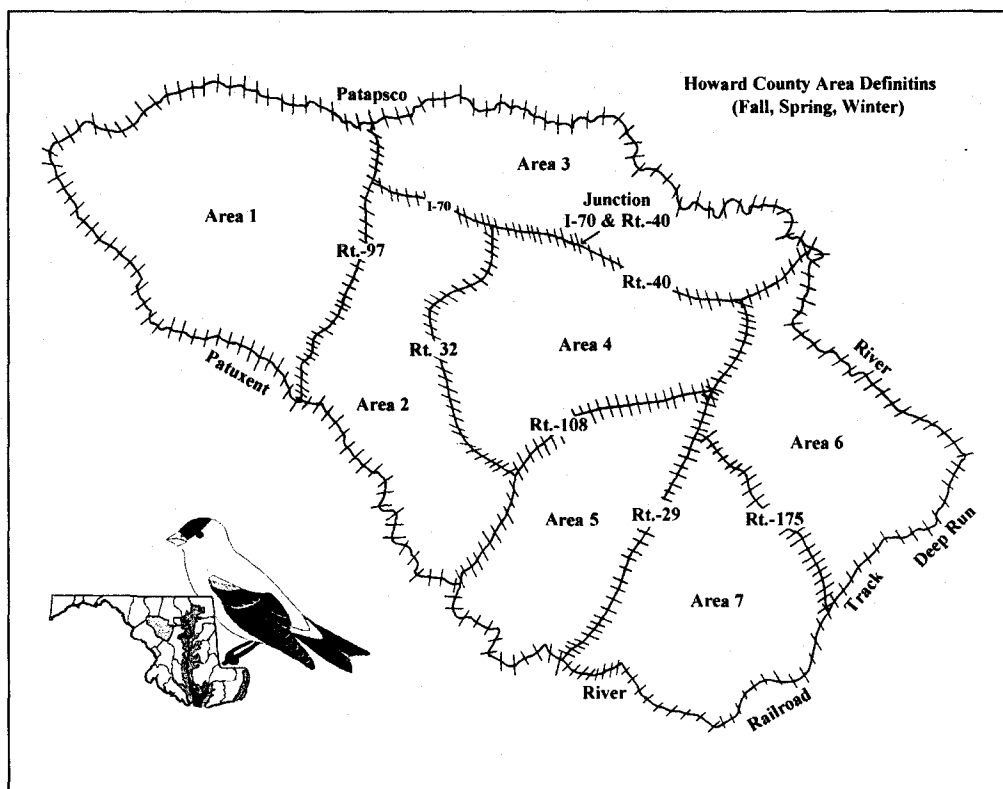 Howard County Area Definitins
(Fall, Spring, Winter)
Patapsco
Area 3
Junction
I-70 & Rt.-40
Area 1
I-70
Rt.-97
Rt.-40
River
Rt. 32
Area 4
Patuxent
Area 2
Rt.-108
Area 6
Area 5
Rt.-29
Rt.-175
Deep Run
Track
Area 7
River
Railroad